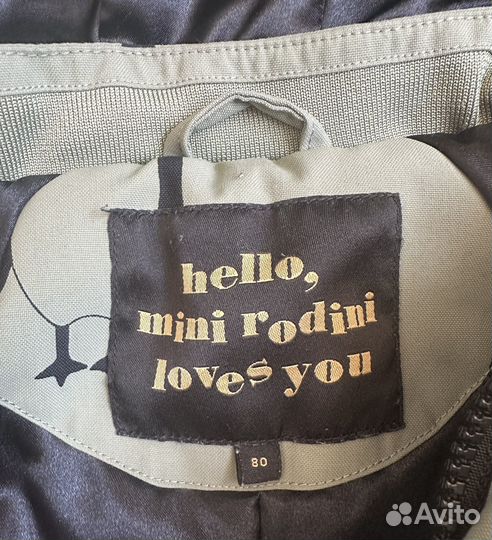 hello,
mini rodini
loves you
80
Avito